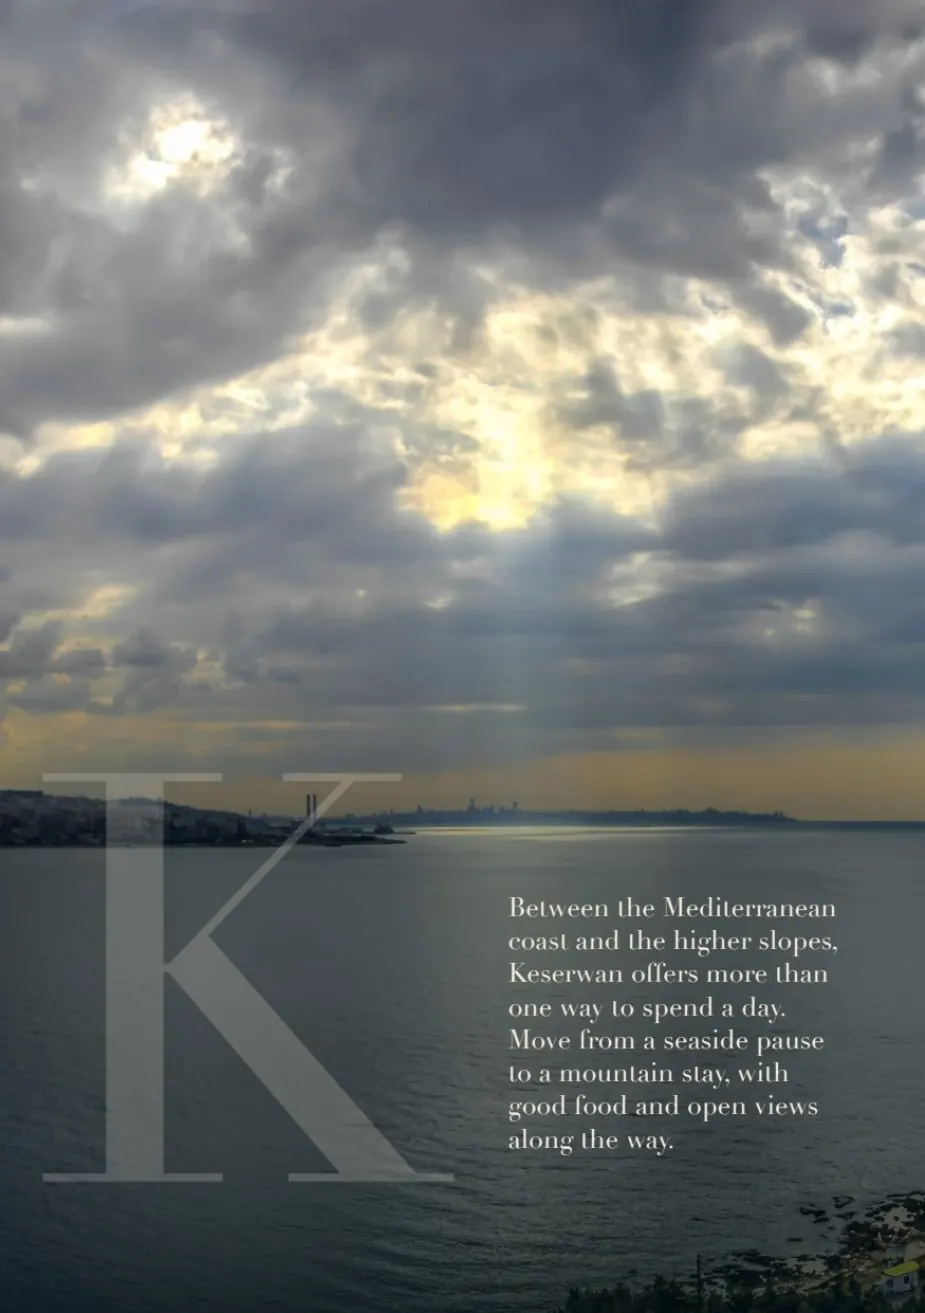 K
Between the Mediterranean
coast and the higher slopes,
Keserwan offers more than
one way to spend a day.
Move from a seaside pause
to a mountain stay, with
good food and open views
along the way.